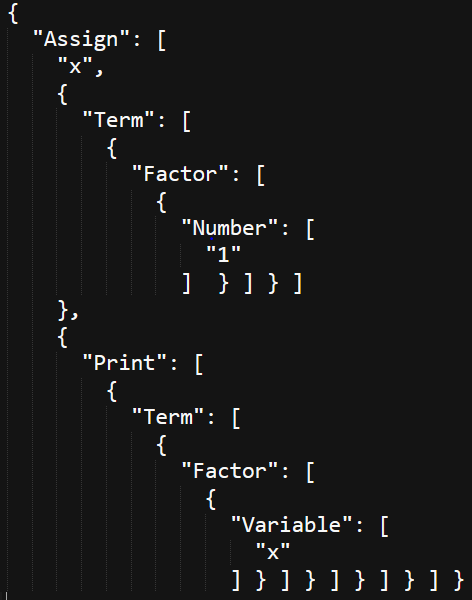 {
  "Assign": [
    "x",
    {
      "Term": [
        {
          "Factor": [
            {
              "Number": [
                "1"
              ]  } ] } ]
    },
    {
      "Print": [
        {
          "Term": [
            {
              "Factor": [
                {
                  "Variable": [
                    "x"
                  ] } ] } ] } ] } ] }